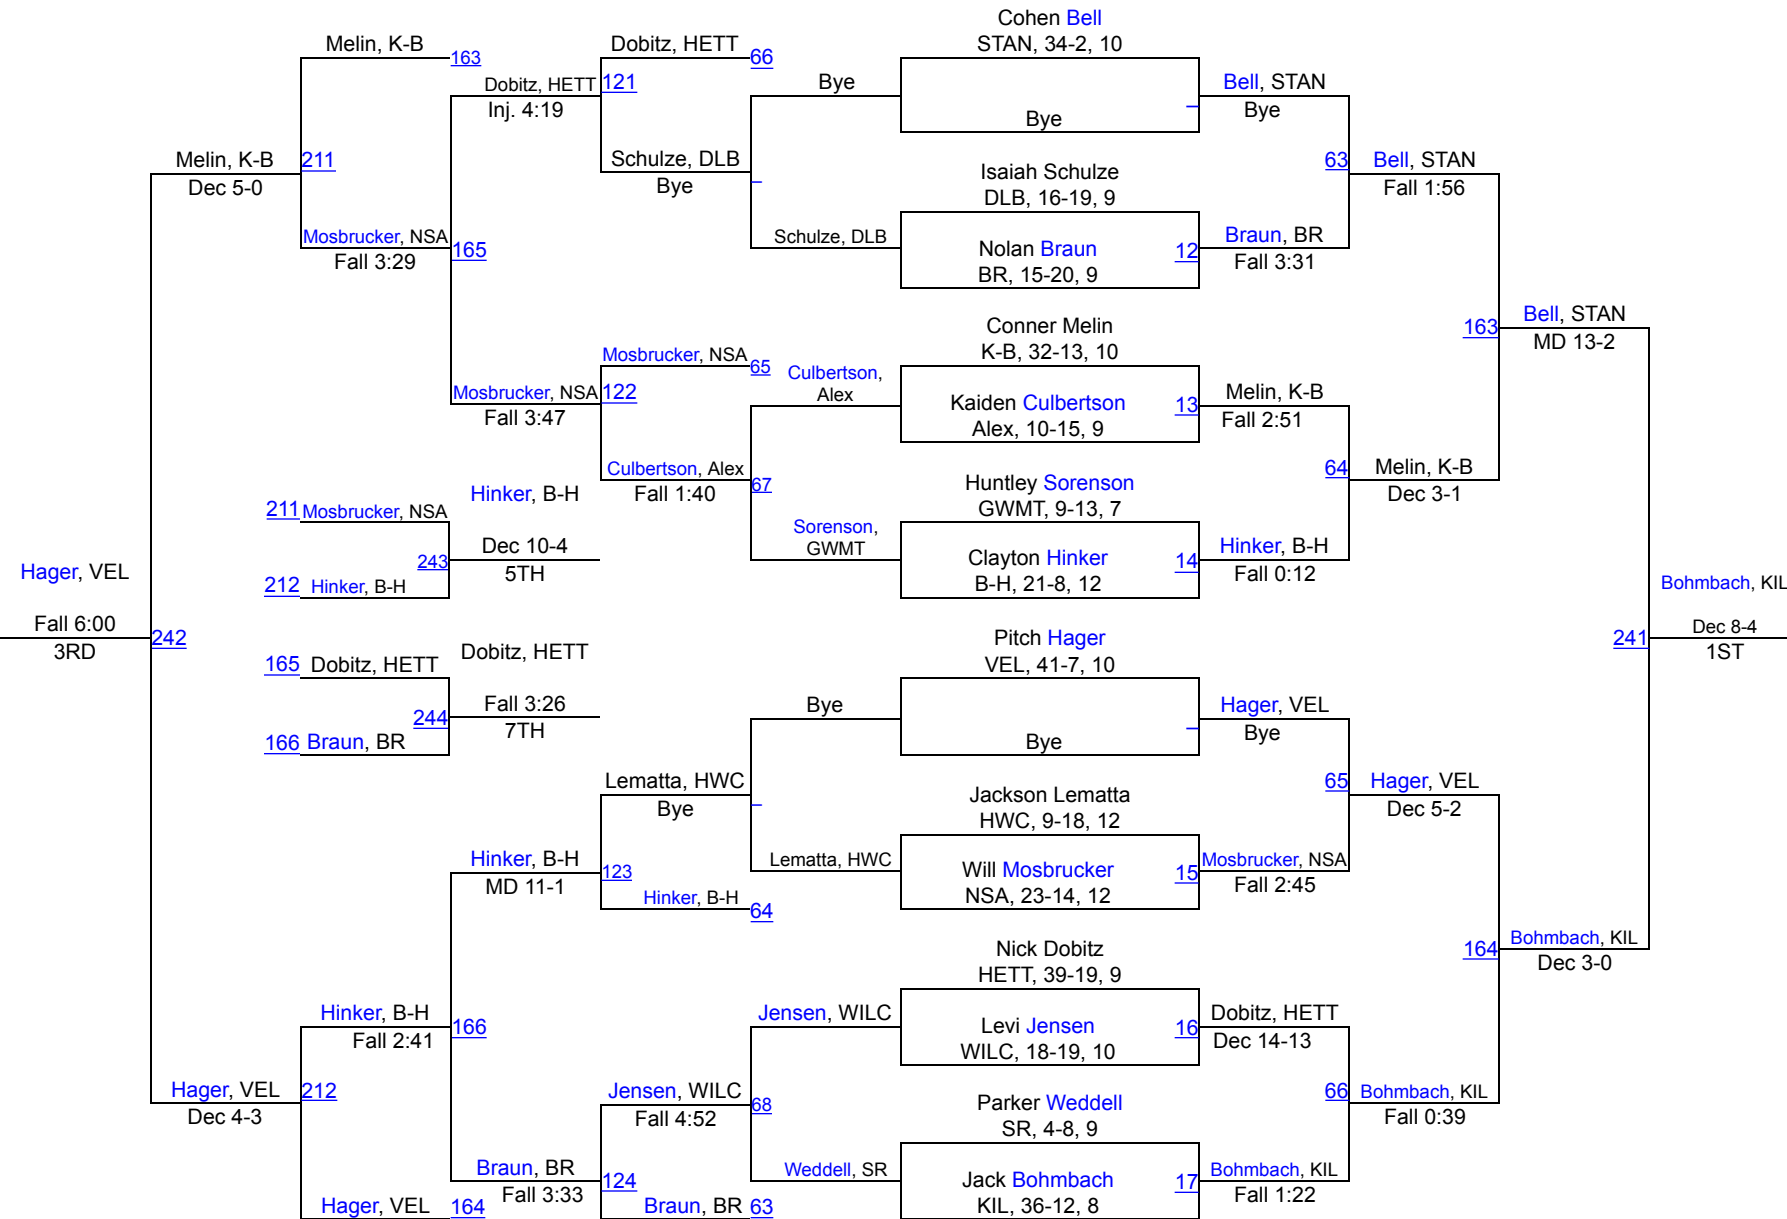 Cohen Bell
STAN, 34-2, 10
Bye
Isaiah Schulze
DLB, 16-19, 9
Nolan Braun
BR, 15-20, 9
12
Conner Melin
K-B, 32-13, 10
Kaiden Culbertson
Alex, 10-15, 9
13
Huntley Sorenson
GWMT, 9-13, 7
Clayton Hinker
B-H, 21-8, 12
14
Pitch Hager
VEL, 41-7, 10
Bye
Jackson Lematta
HWC, 9-18, 12
Will Mosbrucker
NSA, 23-14, 12
15
Nick Dobitz
HETT, 39-19, 9
Levi Jensen
WILC, 18-19, 10
16
Parker Weddell
SR, 4-8, 9
Jack Bohmbach
KIL, 36-12, 8
17
Bell, STAN
Bye
63
Braun, BR
Fall 3:31
Melin, K-B
Fall 2:51
64
Hinker, B-H
Fall 0:12
Hager, VEL
Bye
65
Mosbrucker, NSA
Fall 2:45
Dobitz, HETT
Dec 14-13
66
Bohmbach, KIL
Fall 1:22
Bell, STAN
Fall 1:56
163
Melin, K-B
Dec 3-1
Hager, VEL
Dec 5-2
164
Bohmbach, KIL
Fall 0:39
Bell, STAN
MD 13-2
241
Bohmbach, KIL
Dec 3-0
Bohmbach, KIL
Dec 8-4
1ST
Bye
Schulze, DLB
Culbertson,
Alex
67
Sorenson,
GWMT
Bye
Lematta, HWC
Jensen, WILC
68
Weddell, SR
Dobitz, HETT
66
121
Schulze, DLB
Bye
Mosbrucker, NSA
65
122
Culbertson, Alex
Fall 1:40
Lematta, HWC
Bye
123
Hinker, B-H
64
Jensen, WILC
Fall 4:52
124
Braun, BR
63
Dobitz, HETT
Inj. 4:19
165
Mosbrucker, NSA
Fall 3:47
Hinker, B-H
MD 11-1
166
Braun, BR
Fall 3:33
Melin, K-B
163
211
Mosbrucker, NSA
Fall 3:29
Hinker, B-H
Fall 2:41
212
Hager, VEL
164
Melin, K-B
Dec 5-0
242
Hager, VEL
Dec 4-3
Hager, VEL
Fall 6:00
3RD
Hinker, B-H
211 Mosbrucker, NSA
Dec 10-4
243
5TH
212 Hinker, B-H
Dobitz, HETT
165 Dobitz, HETT
Fall 3:26
244
7TH
166 Braun, BR